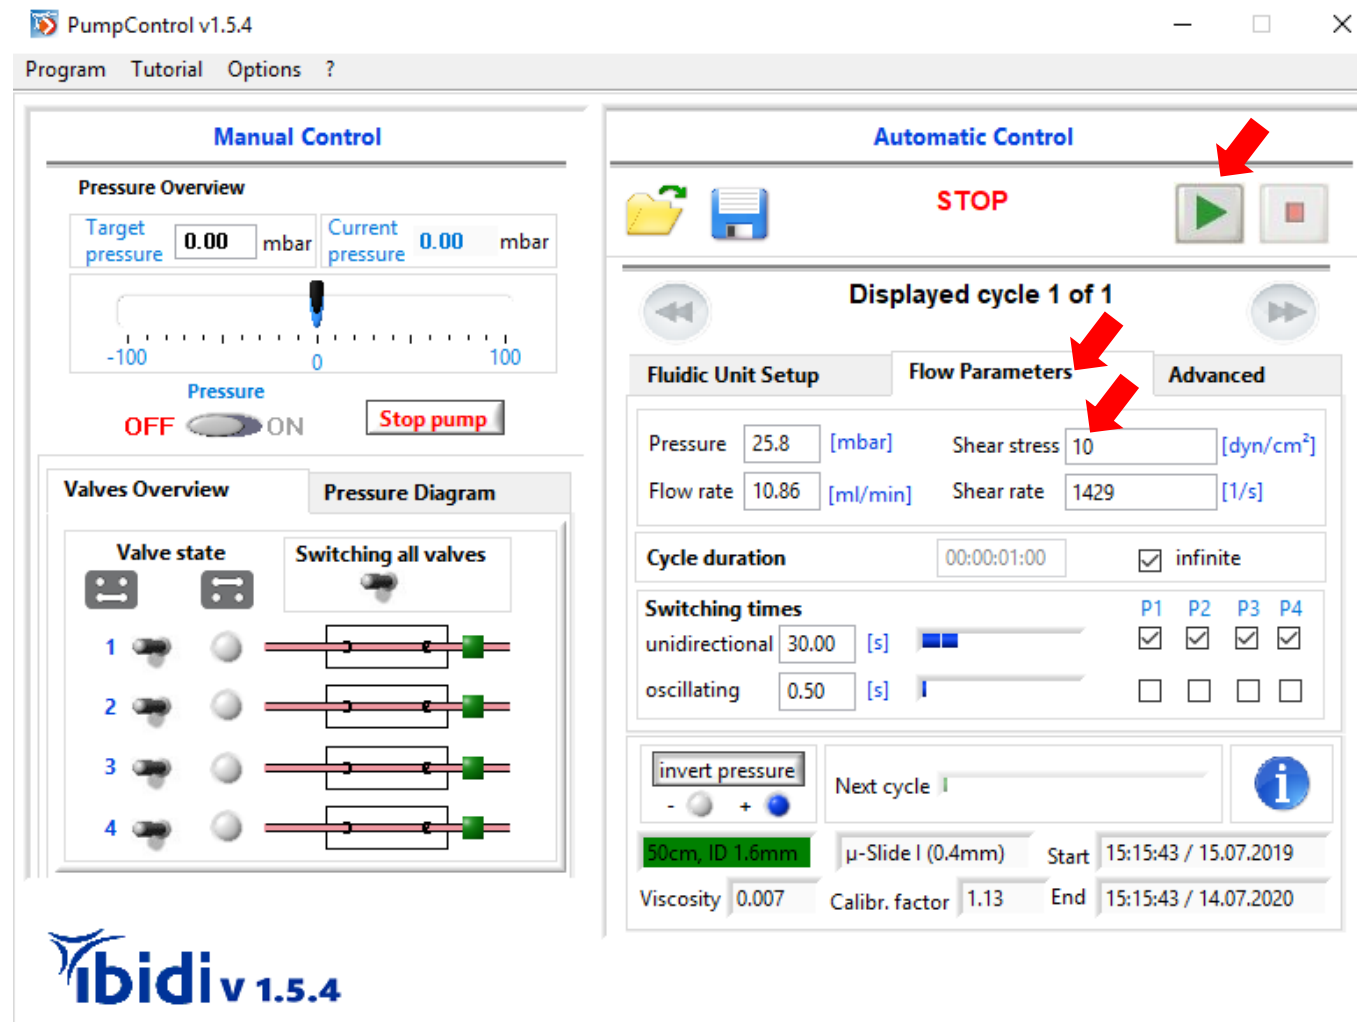 PumpControl v1.5.4
Program Tutorial Options ?
Manual Control
Pressure Overview
Target pressure 0.00 mbar Current pressure 0.00 mbar
-100 0 100
Pressure
OFF ON Stop pump
Valves Overview Pressure Diagram
Valve state Switching all valves
1
2
3
4
ibidi v 1.5.4
Automatic Control
STOP
Displayed cycle 1 of 1
Fluidic Unit Setup Flow Parameters Advanced
Pressure 25.8 [mbar] Shear stress 10 [dyn/cm²]
Flow rate 10.86 [ml/min] Shear rate 1429 [1/s]
Cycle duration 00:00:01:00 infinite
Switching times P1 P2 P3 P4
unidirectional 30.00 [s]
oscillating 0.50 [s]
invert pressure
- +
Next cycle
i
50cm, ID 1.6mm µ-Slide I (0.4mm) Start 15:15:43 / 15.07.2019
Viscosity 0.007 Calibr. factor 1.13 End 15:15:43 / 14.07.2020